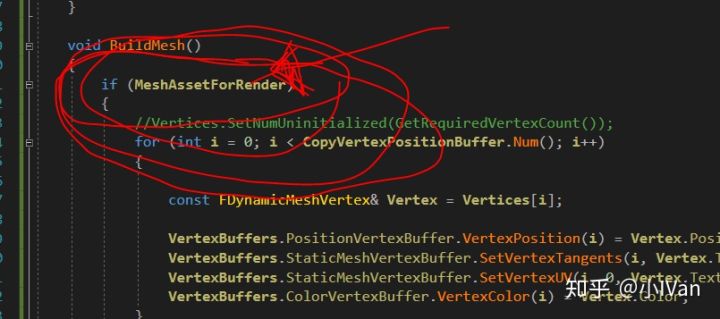 }
void BuildMesh()
{
if (MeshAssetForRender)
{
//Vertices.SetNumUninitialized(GetRequiredVertexCount());
for (int i = 0; i < CopyVertexPositionBuffer.Num(); i++)
{
const FDynamicMeshVertex& Vertex = Vertices[i];
VertexBuffers.PositionVertexBuffer.VertexPosition(i) = Vertex.Posi
VertexBuffers.StaticMeshVertexBuffer.SetVertexTangents(i, Vertex.T
VertexBuffers.StaticMeshVertexBuffer.SetVertexUV(i, 0, Vertex.Text
VertexBuffers.ColorVertexBuffer.VertexColor(i) = Vertex.Color;
}
知乎 @小IVan